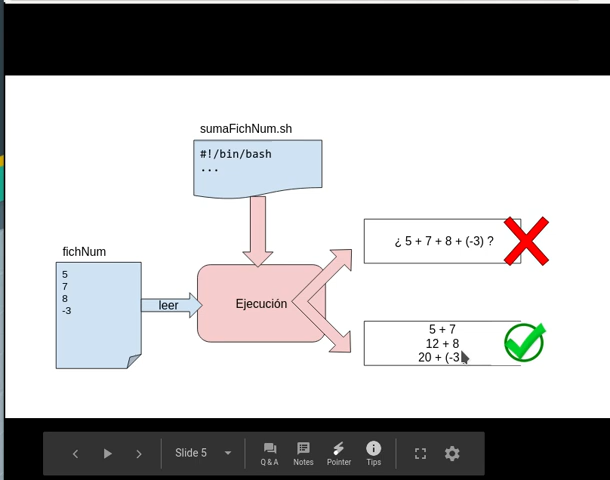 sumaFichNum.sh
#!/bin/bash
...
fichNum
5
7
8
-3
leer
Ejecución
¿ 5 + 7 + 8 + (-3) ?
5 + 7
12 + 8
20 + (-3
Slide 5
Q & A
Notes
Pointer
Tips